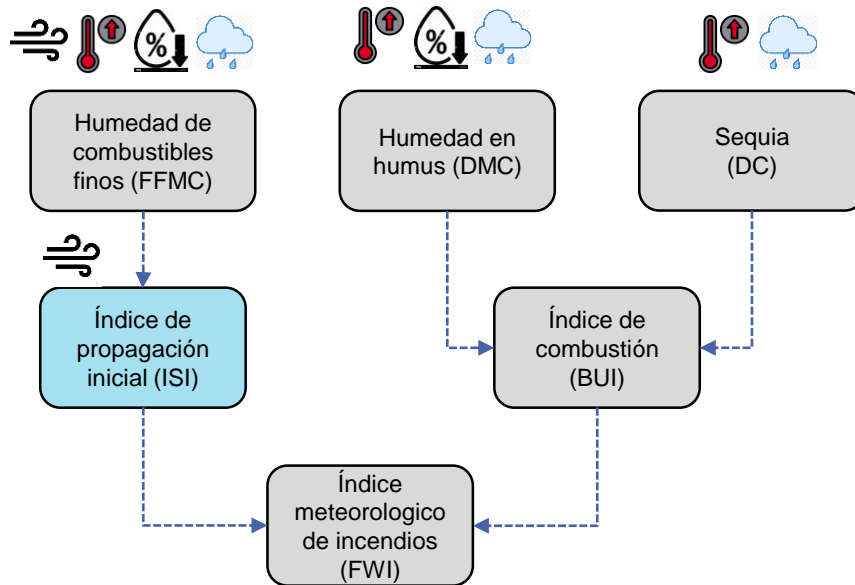 %
%
Humedad de
combustibles
finos (FFMC)
Humedad en
humus (DMC)
Sequia
(DC)
Índice de
propagación
inicial (ISI)
Índice de
combustión
(BUI)
Índice
meteorologico
de incendios
(FWI)